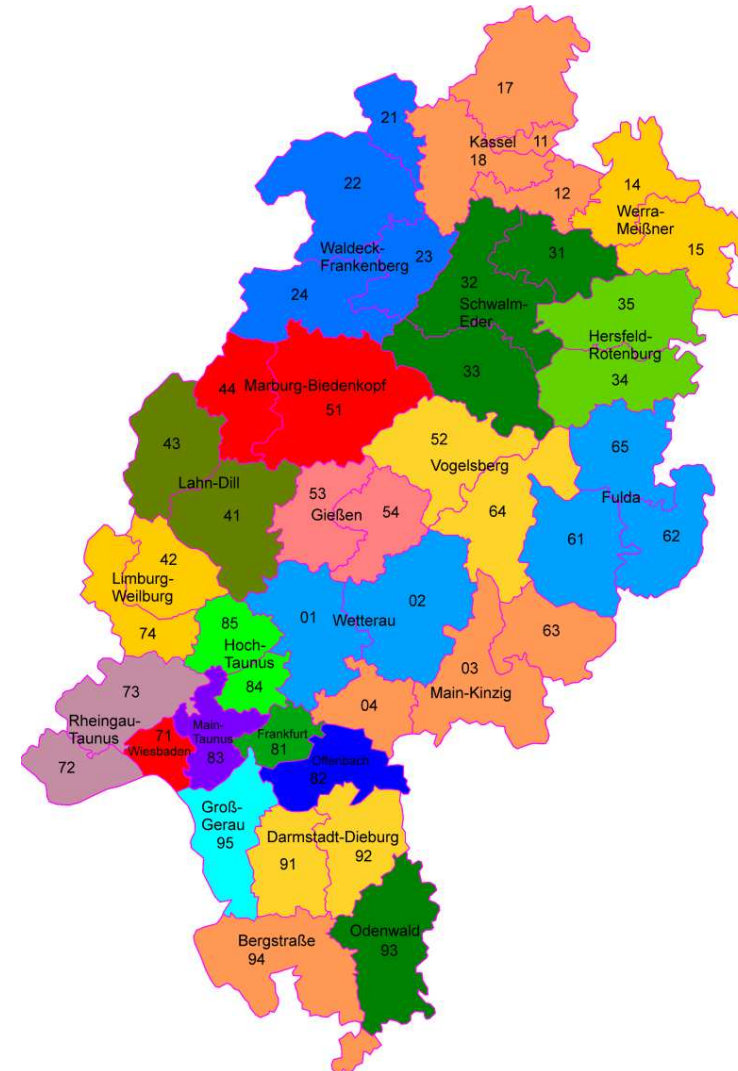 17
21
11
Kassel
18
22
12
14
Werra-
Meißner
15
Waldeck-
Frankenberg
23
24
31
32
Schwalm-
Eder
33
35
Hersfeld-
Rotenburg
34
44
Marburg-Biedenkopf
51
43
Lahn-Dill
41
52
Vogelsberg
64
65
Fulda
61
62
53
Gießen
54
42
Limburg-
Weilburg
74
85
Hoch-
Taunus
84
01
Wetterau
02
63
03
Main-Kinzig
04
73
Rheingau-
Taunus
72
71
Wiesbaden
Main-
Taunus
83
Frankfurt
81
Offenbach
82
Groß-
Gerau
95
Darmstadt-Dieburg
91
92
Odenwald
93
Bergstraße
94